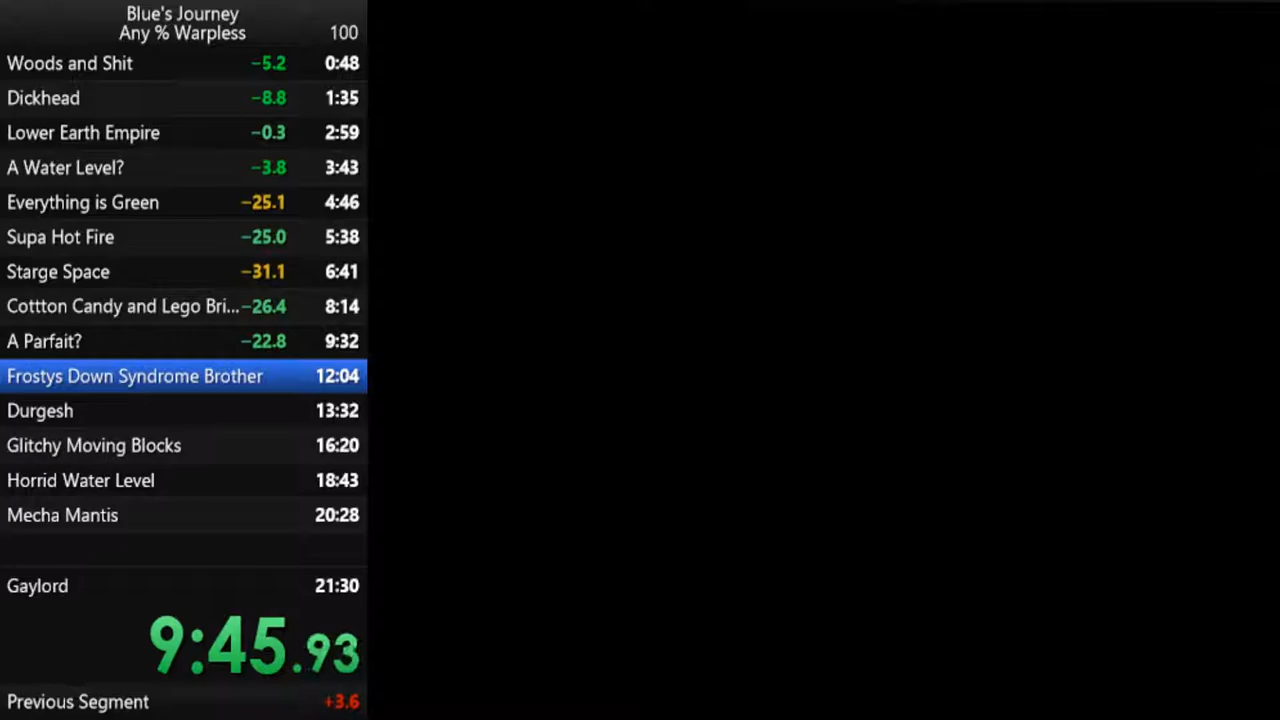 Blue's Journey
Any % Warpless 100
Woods and Shit −5.2 0:48
Dickhead −8.8 1:35
Lower Earth Empire −0.3 2:59
A Water Level? −3.8 3:43
Everything is Green −25.1 4:46
Supa Hot Fire −25.0 5:38
Starge Space −31.1 6:41
Cottton Candy and Lego Bri... −26.4 8:14
A Parfait? −22.8 9:32
Frostys Down Syndrome Brother 12:04
Durgesh 13:32
Glitchy Moving Blocks 16:20
Horrid Water Level 18:43
Mecha Mantis 20:28
Gaylord 21:30
9:45.93
Previous Segment +3.6